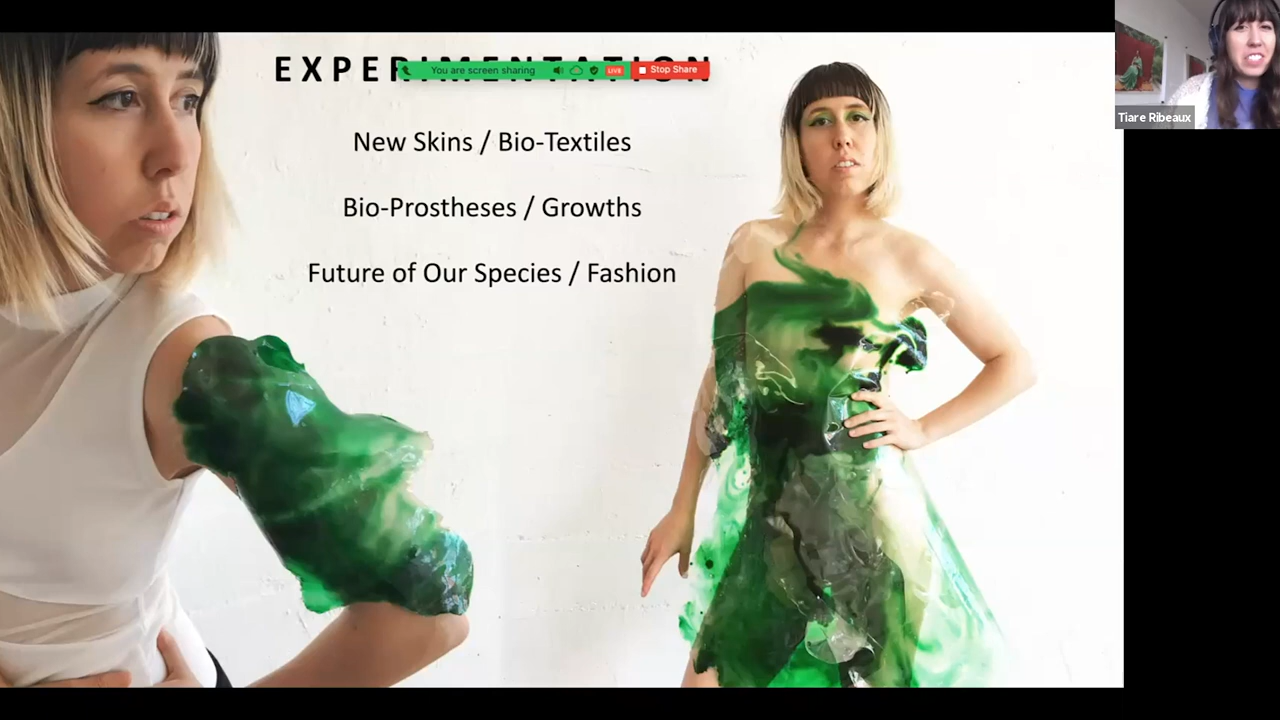 EXPERIMENTATION
You are screen sharing
LIVE
Stop Share
New Skins / Bio-Textiles
Bio-Prostheses / Growths
Future of Our Species / Fashion
Tiare Ribeaux